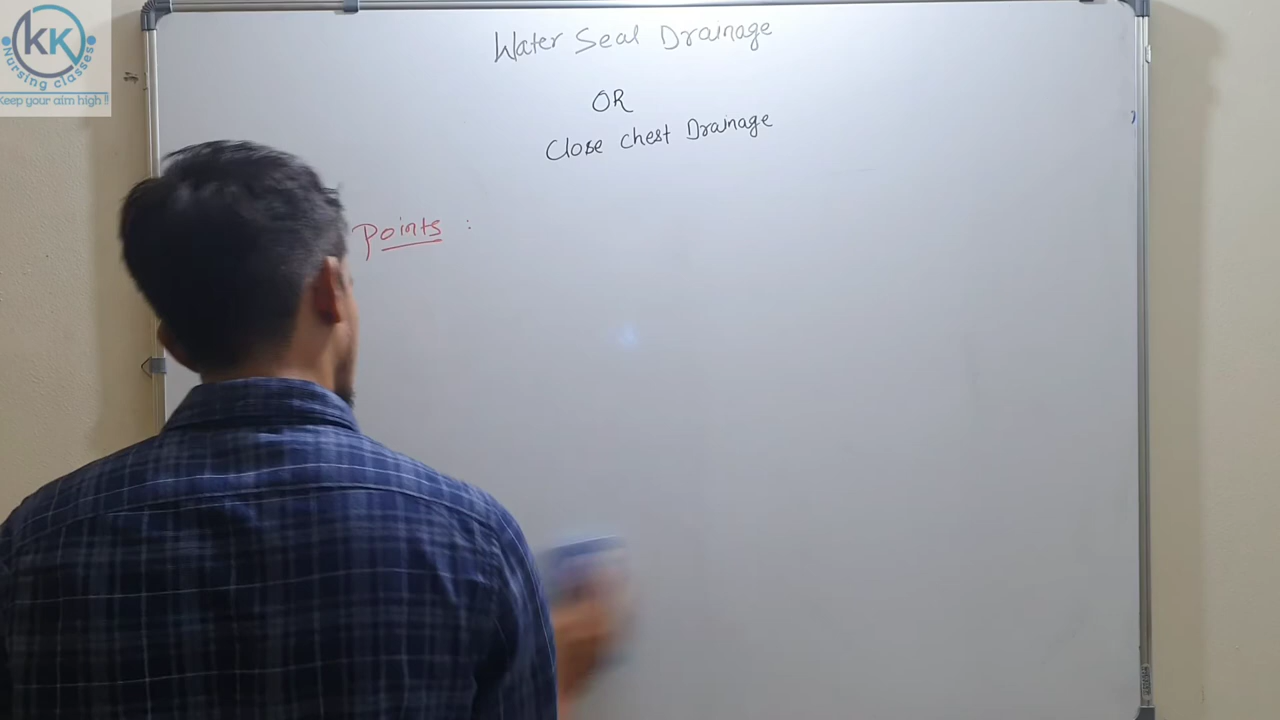 KK
Nursing classes
Keep your aim high !!
Water Seal Drainage
OR
Close Chest Drainage
Points :